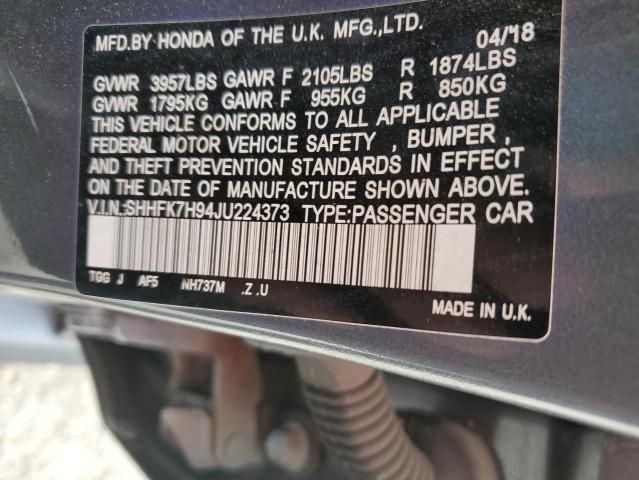 MFD.BY HONDA OF THE U.K. MFG.,LTD. 04/18
GVWR 3957LBS GAWR F 2105LBS R 1874LBS
GVWR 1795KG GAWR F 955KG R 850KG
THIS VEHICLE CONFORMS TO ALL APPLICABLE
FEDERAL MOTOR VEHICLE SAFETY , BUMPER ,
AND THEFT PREVENTION STANDARDS IN EFFECT
ON THE DATE OF MANUFACTURE SHOWN ABOVE.
V.I.N.SHHFK7H94JU224373 TYPE:PASSENGER CAR
TGG J AF5 NH737M .Z .U
MADE IN U.K.